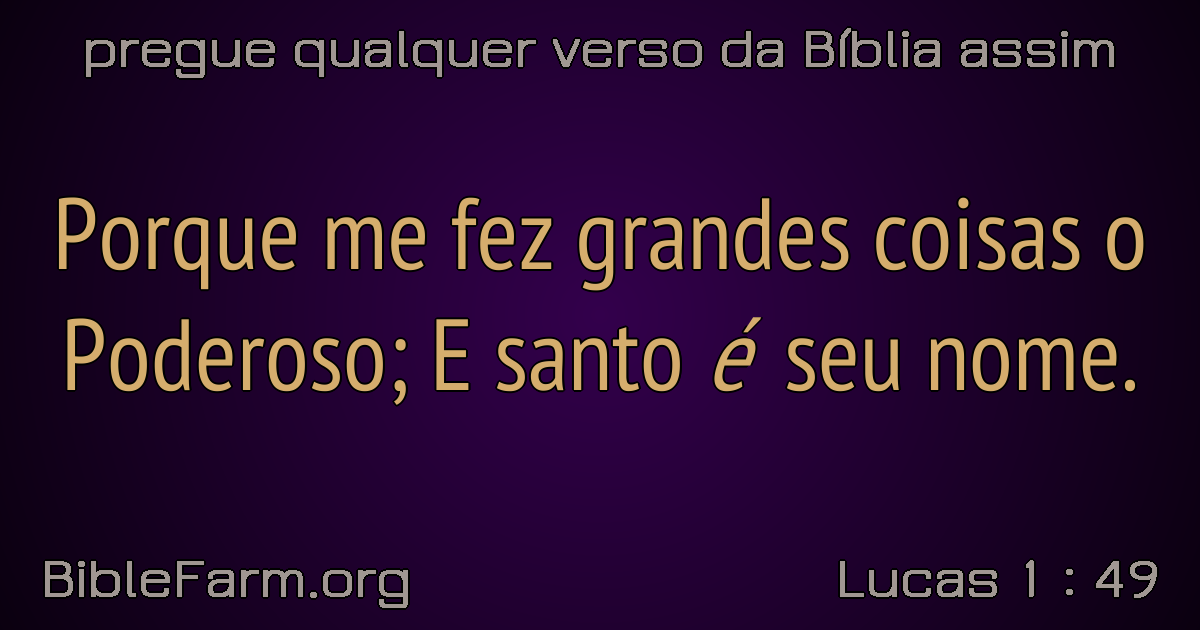 pregue qualquer verso da Bíblia assim
Porque me fez grandes coisas o
Poderoso; E santo é seu nome.
BibleFarm.org
Lucas 1 : 49